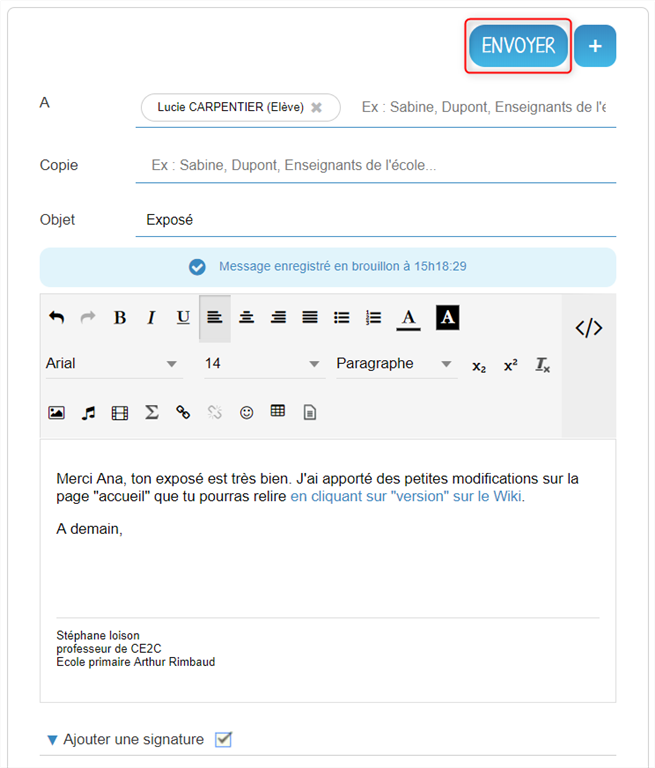 ENVOYER +
A Lucie CARPENTIER (Elève) Ex : Sabine, Dupont, Enseignants de l'é
Copie Ex : Sabine, Dupont, Enseignants de l'école...
Objet Exposé
Message enregistré en brouillon à 15h18:29
B I U A A </>
Arial 14 Paragraphe x₂ x² Tx
Σ
Merci Ana, ton exposé est très bien. J'ai apporté des petites modifications sur la
page "accueil" que tu pourras relire en cliquant sur "version" sur le Wiki.
A demain,
Stéphane loison
professeur de CE2C
Ecole primaire Arthur Rimbaud
Ajouter une signature